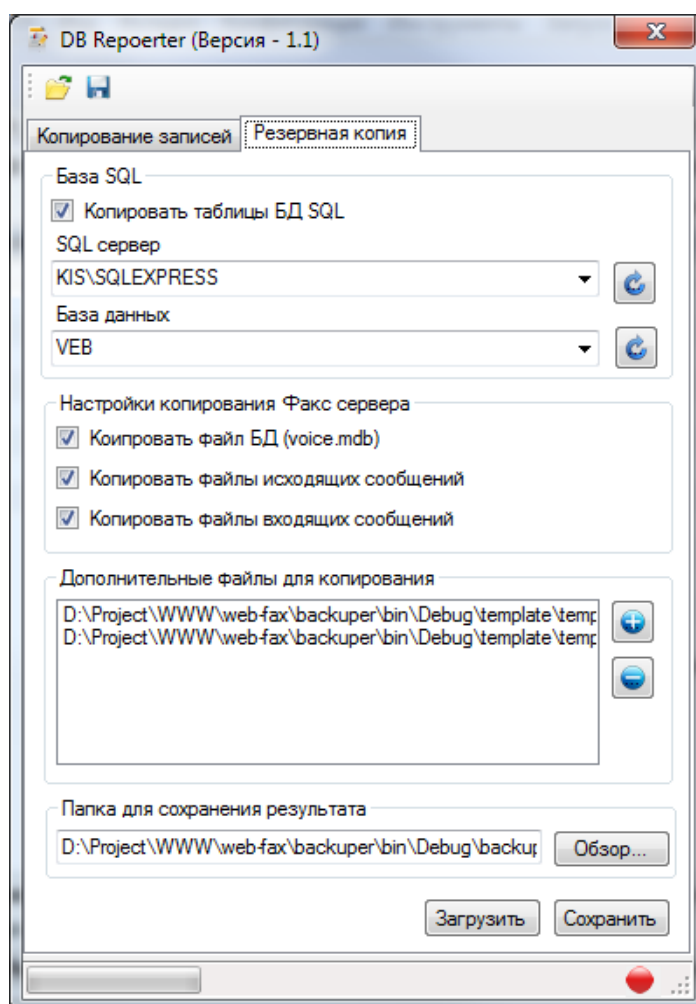 DB Repoerter (Версия - 1.1)
Копирование записей Резервная копия
База SQL
Копировать таблицы БД SQL
SQL сервер
KIS\SQLEXPRESS
База данных
VEB
Настройки копирования Факс сервера
Коипровать файл БД (voice.mdb)
Копировать файлы исходящих сообщений
Копировать файлы входящих сообщений
Дополнительные файлы для копирования
D:\Project\WWW\web-fax\backuper\bin\Debug\template\temp
D:\Project\WWW\web-fax\backuper\bin\Debug\template\temp
Папка для сохранения результата
D:\Project\WWW\web-fax\backuper\bin\Debug\backup Обзор...
Загрузить Сохранить